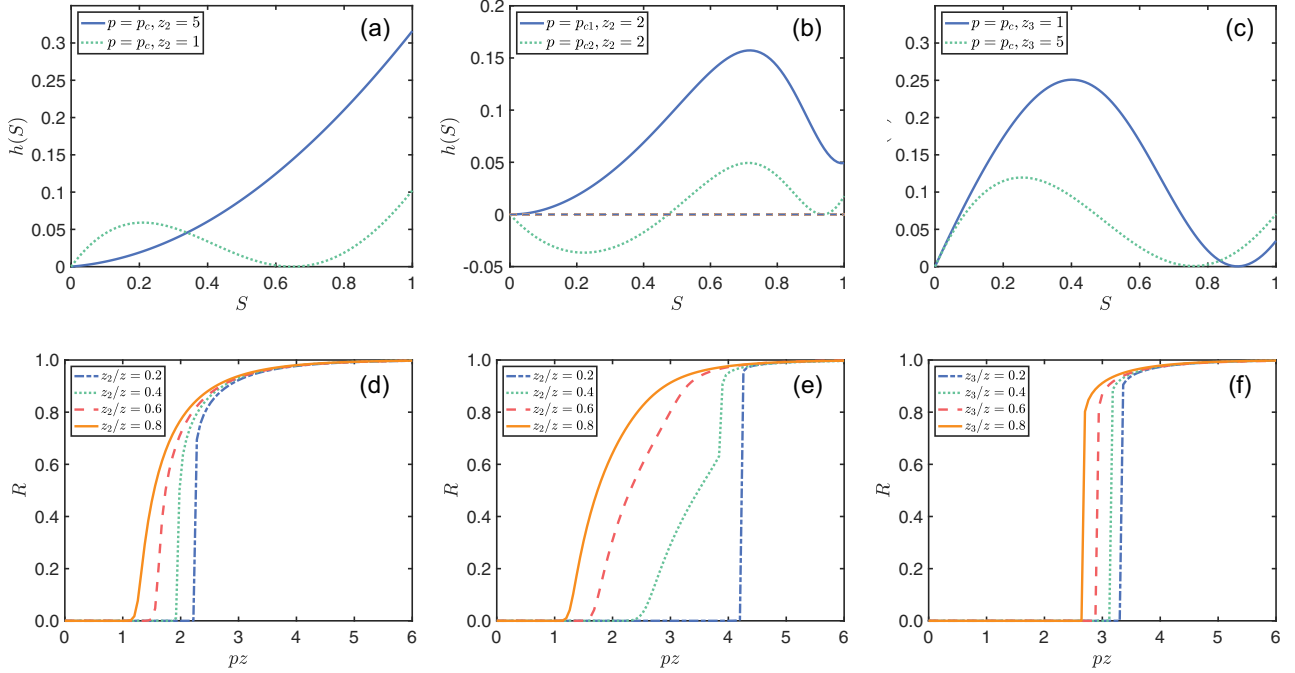 (a)
p = p_c, z_2 = 5
p = p_c, z_2 = 1
0.3
0.25
0.2
0.15
0.1
0.05
0
h(S)
0 0.2 0.4 0.6 0.8 1
S
(b)
p = p_{c1}, z_2 = 2
p = p_{c2}, z_2 = 2
0.2
0.15
0.1
0.05
0
-0.05
h(S)
0 0.2 0.4 0.6 0.8 1
S
(c)
p = p_c, z_3 = 1
p = p_c, z_3 = 5
0.3
0.25
0.2
0.15
0.1
0.05
0
0 0.2 0.4 0.6 0.8 1
S
(d)
z_2/z = 0.2
z_2/z = 0.4
z_2/z = 0.6
z_2/z = 0.8
1.0
0.8
0.6
0.4
0.2
0.0
R
0 1 2 3 4 5 6
pz
(e)
z_2/z = 0.2
z_2/z = 0.4
z_2/z = 0.6
z_2/z = 0.8
1.0
0.8
0.6
0.4
0.2
0.0
R
0 1 2 3 4 5 6
pz
(f)
z_3/z = 0.2
z_3/z = 0.4
z_3/z = 0.6
z_3/z = 0.8
1.0
0.8
0.6
0.4
0.2
0.0
R
0 1 2 3 4 5 6
pz